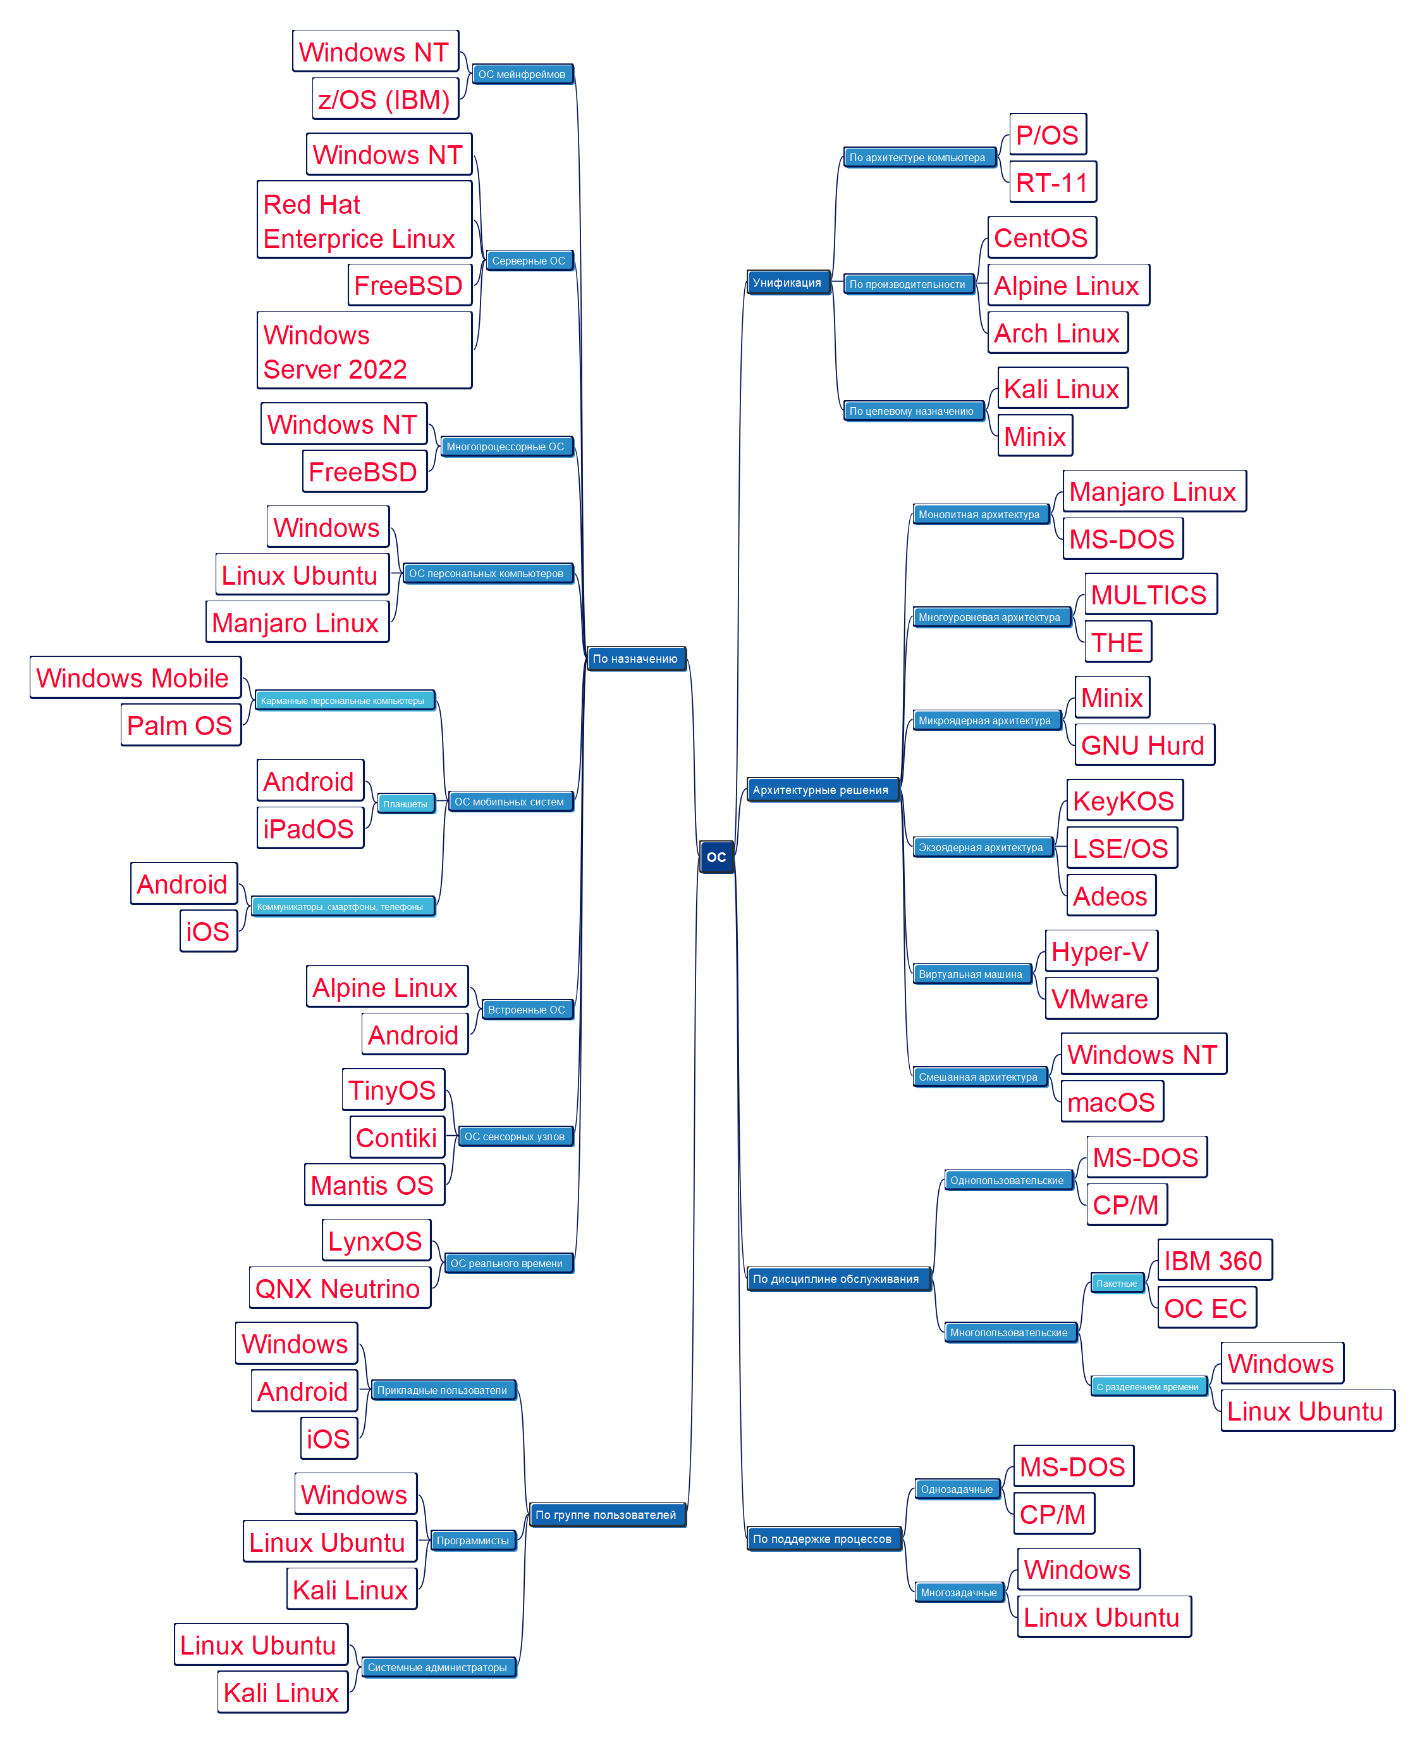 ОС
По назначению
ОС мейнфреймов
Windows NT
z/OS (IBM)
Серверные ОС
Windows NT
Red Hat
Enterprice Linux
FreeBSD
Windows
Server 2022
Многопроцессорные ОС
Windows NT
FreeBSD
ОС персональных компьютеров
Windows
Linux Ubuntu
Manjaro Linux
ОС мобильных систем
Карманные персональные компьютеры
Windows Mobile
Palm OS
Планшеты
Android
iPadOS
Коммуникаторы, смартфоны, телефоны
Android
iOS
Встроенные ОС
Alpine Linux
Android
ОС сенсорных узлов
TinyOS
Contiki
Mantis OS
ОС реального времени
LynxOS
QNX Neutrino
По группе пользователей
Прикладные пользователи
Windows
Android
iOS
Программисты
Windows
Linux Ubuntu
Kali Linux
Системные администраторы
Linux Ubuntu
Kali Linux
Унификация
По архитектуре компьютера
P/OS
RT-11
По производительности
CentOS
Alpine Linux
Arch Linux
По целевому назначению
Kali Linux
Minix
Архитектурные решения
Монолитная архитектура
Manjaro Linux
MS-DOS
Многоуровневая архитектура
MULTICS
THE
Микроядерная архитектура
Minix
GNU Hurd
Экзоядерная архитектура
KeyKOS
LSE/OS
Adeos
Виртуальная машина
Hyper-V
VMware
Смешанная архитектура
Windows NT
macOS
По дисциплине обслуживания
Однопользовательские
MS-DOS
CP/M
Многопользовательские
Пакетные
IBM 360
ОС ЕС
С разделением времени
Windows
Linux Ubuntu
По поддержке процессов
Однозадачные
MS-DOS
CP/M
Многозадачные
Windows
Linux Ubuntu